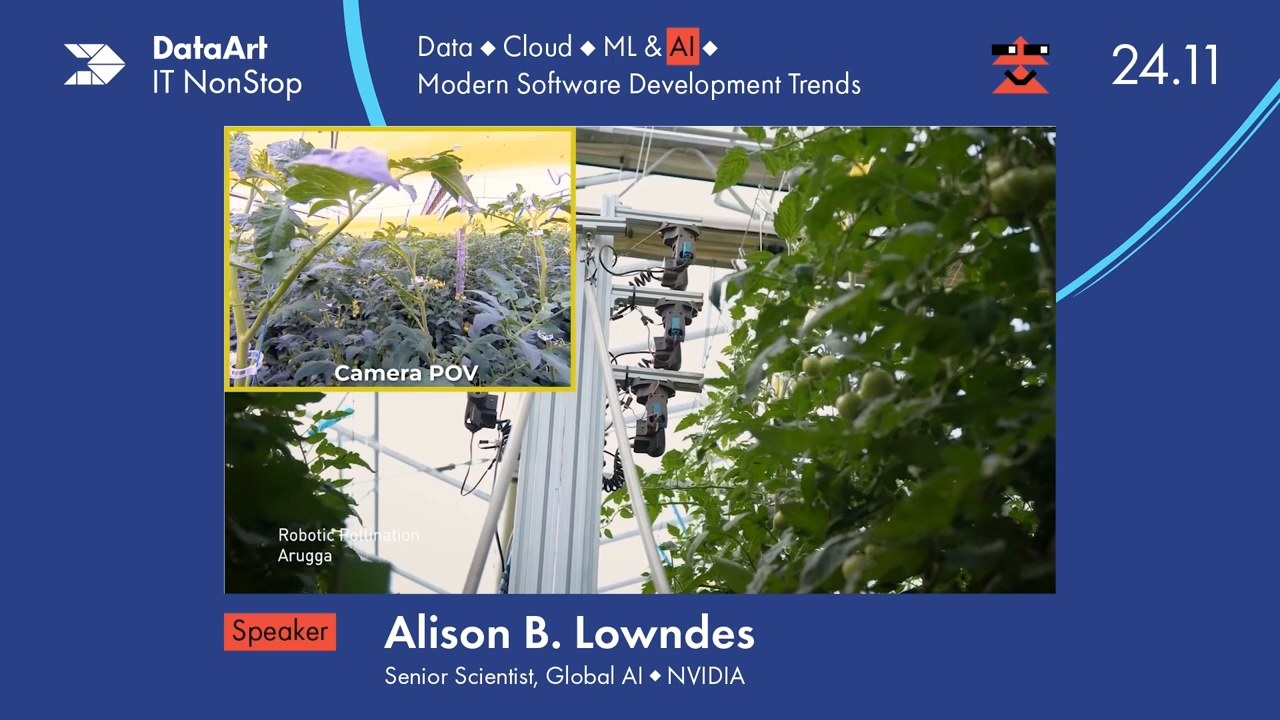 DataArt
IT NonStop
Data ◆ Cloud ◆ ML & AI ◆
Modern Software Development Trends
24.11
Camera POV
Robotic Pollination
Arugga
Speaker
Alison B. Lowndes
Senior Scientist, Global AI ◆ NVIDIA